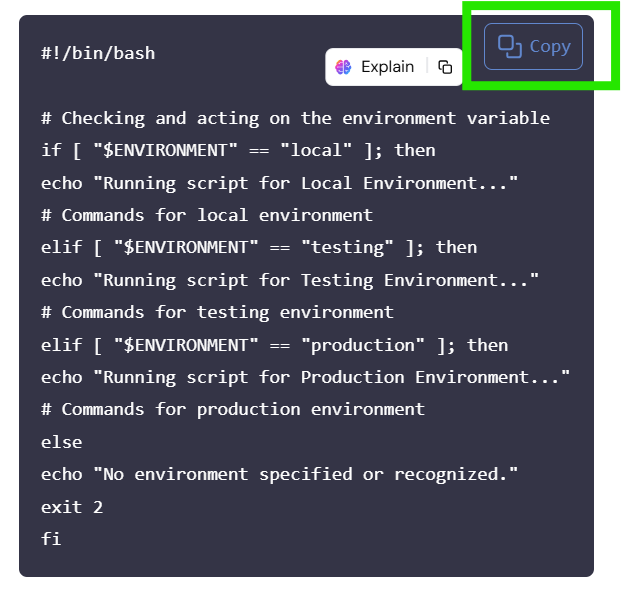 #!/bin/bash
Explain
Copy
# Checking and acting on the environment variable
if [ "$ENVIRONMENT" == "local" ]; then
echo "Running script for Local Environment..."
# Commands for local environment
elif [ "$ENVIRONMENT" == "testing" ]; then
echo "Running script for Testing Environment..."
# Commands for testing environment
elif [ "$ENVIRONMENT" == "production" ]; then
echo "Running script for Production Environment..."
# Commands for production environment
else
echo "No environment specified or recognized."
exit 2
fi